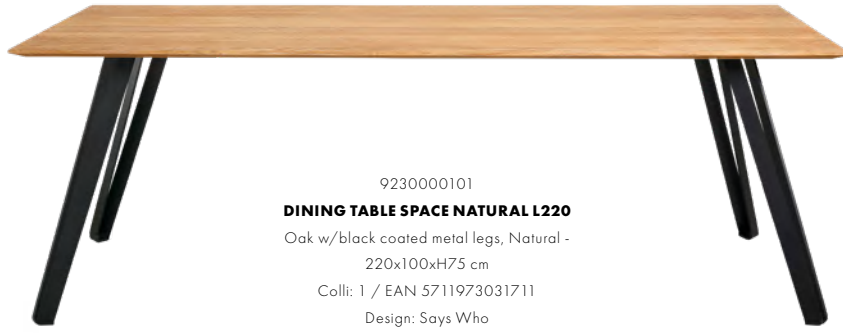 9230000101
DINING TABLE SPACE NATURAL L220
Oak w/black coated metal legs, Natural -
220x100xH75 cm
Colli: 1 / EAN 5711973031711
Design: Says Who